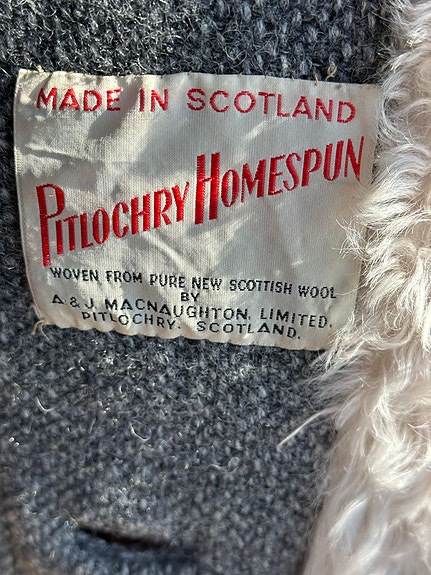 MADE IN SCOTLAND
PITLOCHRY HOMESPUN
WOVEN FROM PURE NEW SCOTTISH WOOL
BY
A & J. MACNAUGHTON, LIMITED.
PITLOCHRY. SCOTLAND.